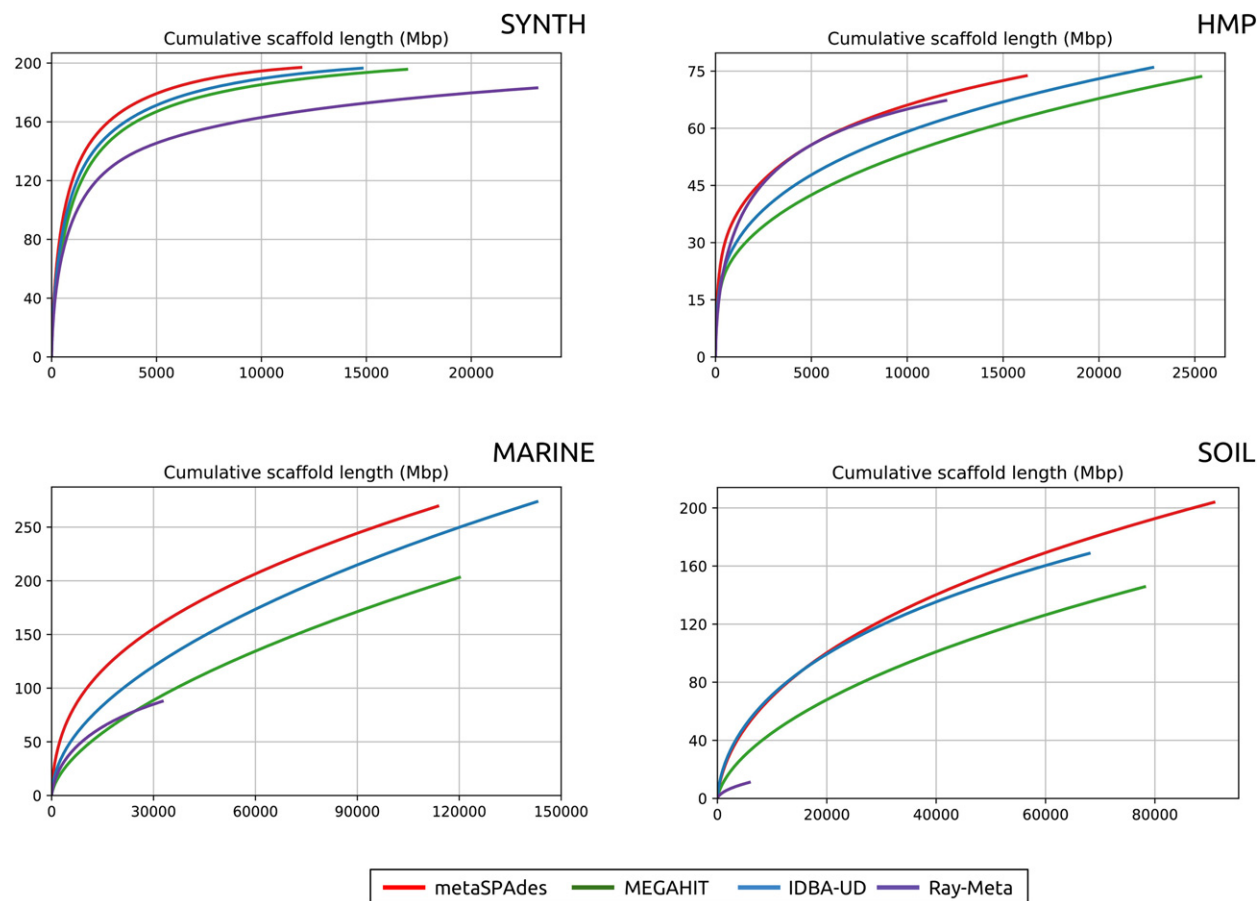 SYNTH
Cumulative scaffold length (Mbp)
200
160
120
80
40
0
0 5000 10000 15000 20000
HMP
Cumulative scaffold length (Mbp)
75
60
45
30
15
0
0 5000 10000 15000 20000 25000
MARINE
Cumulative scaffold length (Mbp)
250
200
150
100
50
0
0 30000 60000 90000 120000 150000
SOIL
Cumulative scaffold length (Mbp)
200
160
120
80
40
0
0 20000 40000 60000 80000
metaSPAdes MEGAHIT IDBA-UD Ray-Meta